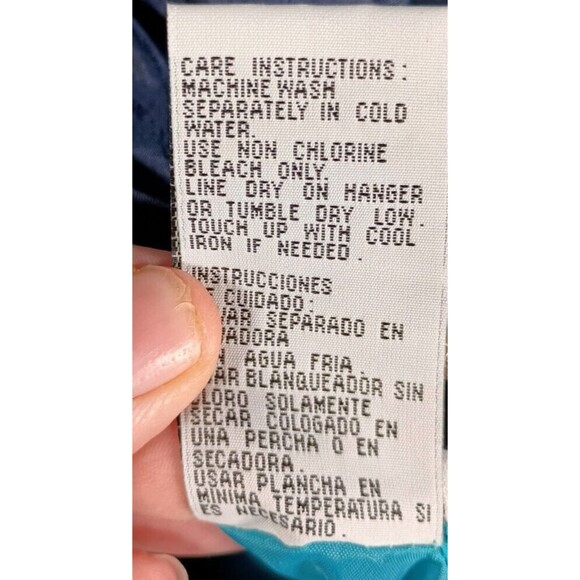 CARE INSTRUCTIONS:
MACHINE WASH
SEPARATELY IN COLD
WATER.
USE NON CHLORINE
BLEACH ONLY.
LINE DRY ON HANGER
OR TUMBLE DRY LOW.
TOUCH UP WITH COOL
IRON IF NEEDED.
INSTRUCCIONES
CUIDADO:
SEPARADO EN
AGUA FRIA.
BLANQUEADOR SIN
SOLAMENTE
SECAR COLOGADO EN
UNA PERCHA O EN
SECADORA.
USAR PLANCHA EN
MINIMA TEMPERATURA SI
ES NECESARIO.